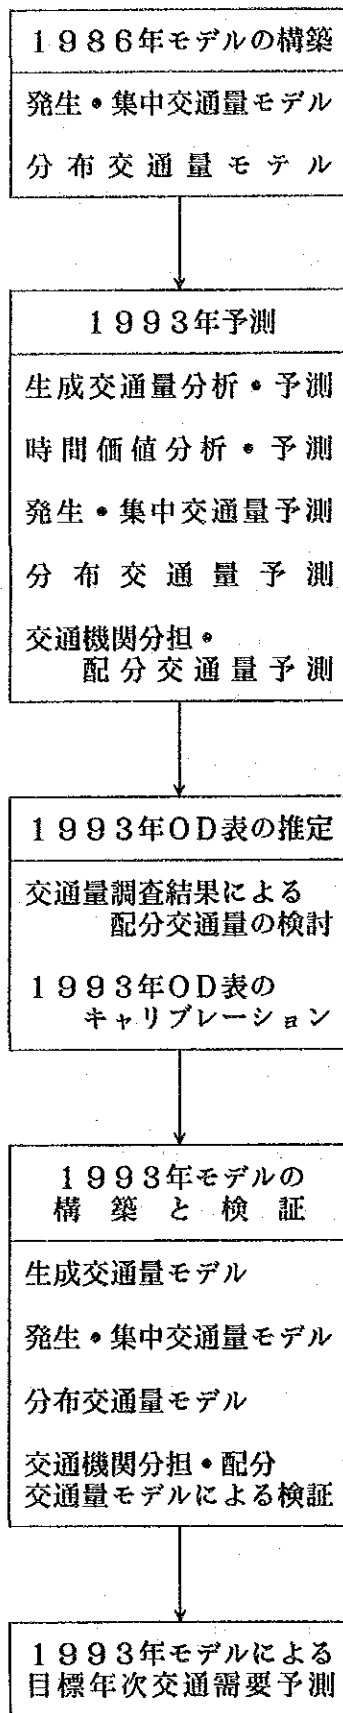 1986年モデルの構築
発生・集中交通量モデル
分布交通量モテル
1993年予測
生成交通量分析・予測
時間価値分析・予測
発生・集中交通量予測
分布交通量予測
交通機関分担・
配分交通量予測
1993年OD表の推定
交通量調査結果による
配分交通量の検討
1993年OD表の
キャリブレーション
1993年モデルの
構築と検証
生成交通量モデル
発生・集中交通量モデル
分布交通量モデル
交通機関分担・配分
交通量モデルによる検証
1993年モデルによる
目標年次交通需要予測